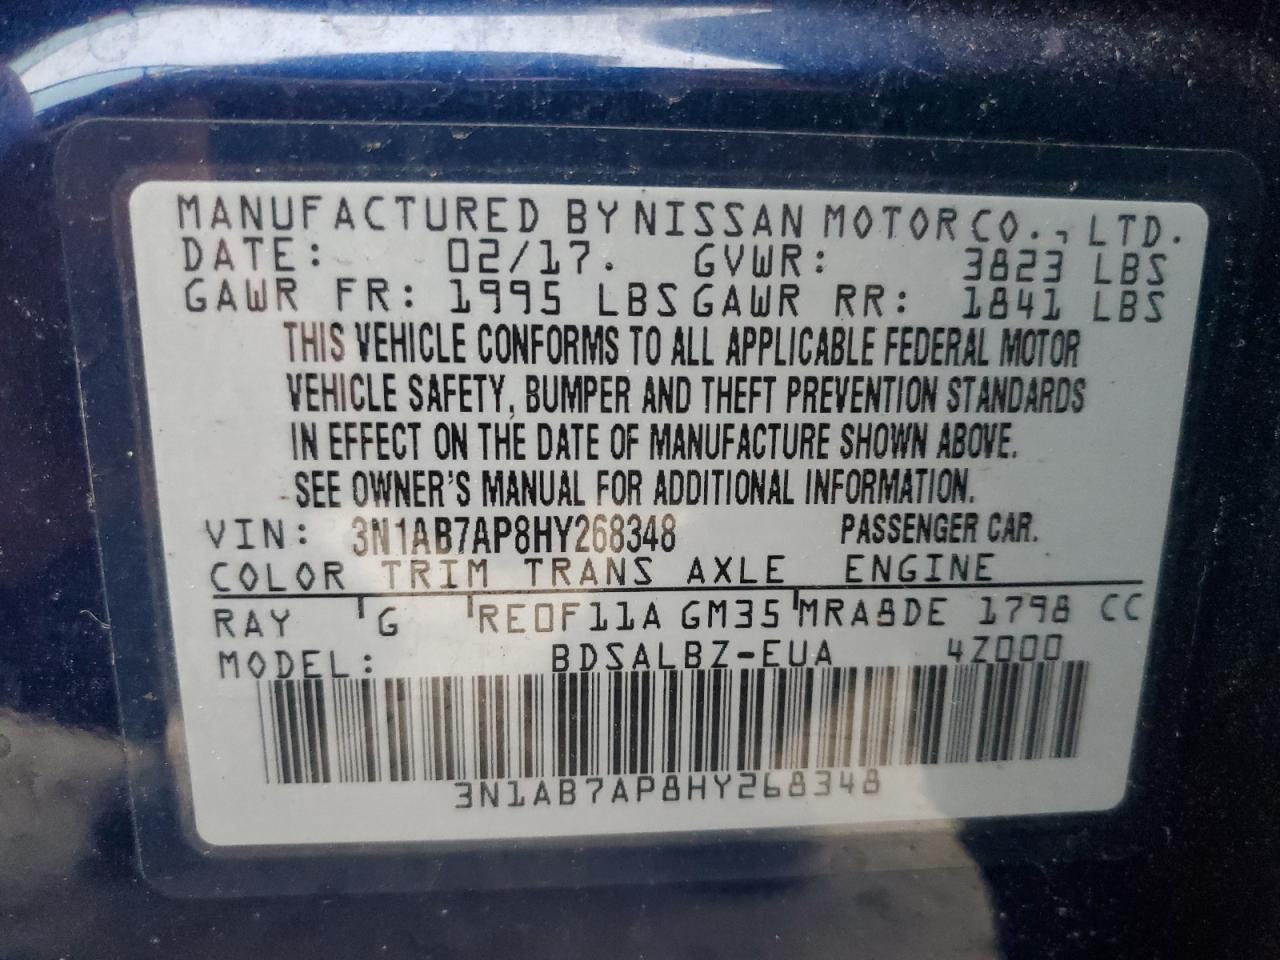 MANUFACTURED BY NISSAN MOTOR CO., LTD.
DATE: 02/17. GVWR: 3823 LBS
GAWR FR: 1995 LBS GAWR RR: 1841 LBS
THIS VEHICLE CONFORMS TO ALL APPLICABLE FEDERAL MOTOR
VEHICLE SAFETY, BUMPER AND THEFT PREVENTION STANDARDS
IN EFFECT ON THE DATE OF MANUFACTURE SHOWN ABOVE.
SEE OWNER'S MANUAL FOR ADDITIONAL INFORMATION.
VIN: 3N1AB7AP8HY268348 PASSENGER CAR.
COLOR TRIM TRANS AXLE ENGINE
RAY G RE0F11A GM35 MRA8DE 1798 CC
MODEL: BDSALBZ-EUA 4Z000
3N1AB7AP8HY268348